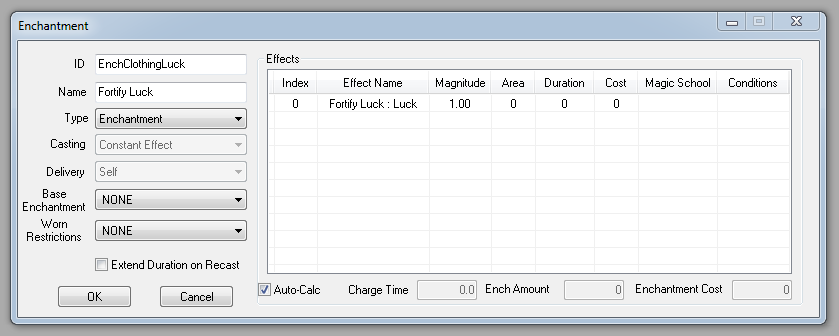 Enchantment
ID EnchClothingLuck
Name Fortify Luck
Type Enchantment
Casting Constant Effect
Delivery Self
Base Enchantment NONE
Worn Restrictions NONE
Extend Duration on Recast
OK Cancel
Effects
Index Effect Name Magnitude Area Duration Cost Magic School Conditions
0 Fortify Luck : Luck 1.00 0 0 0
Auto-Calc Charge Time 0.0 Ench Amount 0 Enchantment Cost 0